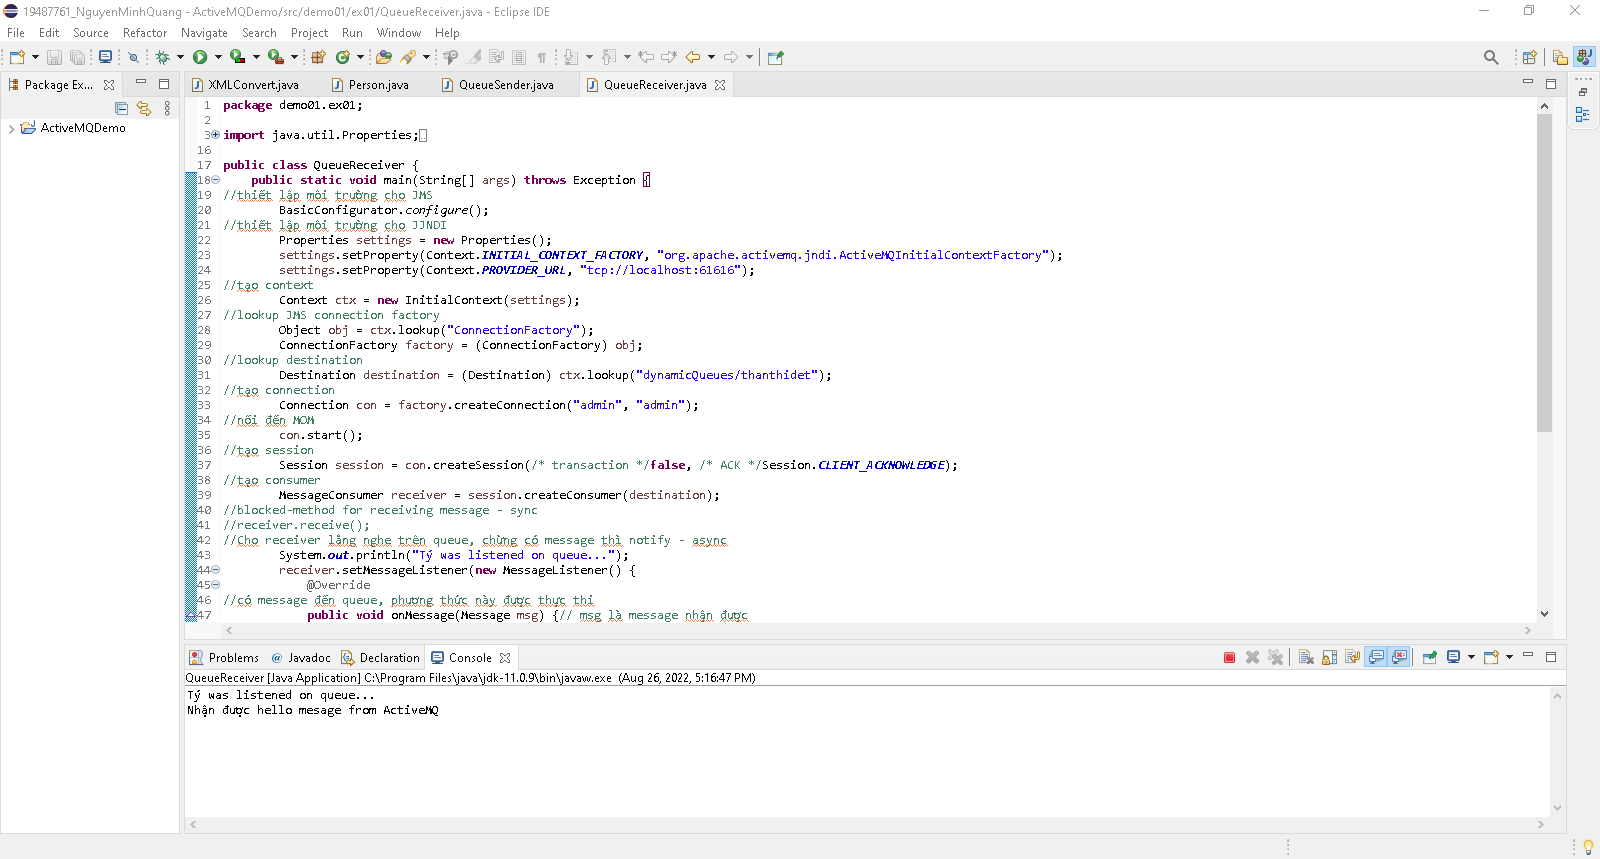 19487761_NguyenMinhQuang - ActiveMQDemo/src/demo01/ex01/QueueReceiver.java - Eclipse IDE
File Edit Source Refactor Navigate Search Project Run Window Help
Package Ex...
ActiveMQDemo
XMLConvert.java Person.java QueueSender.java QueueReceiver.java
1 package demo01.ex01;
2
3 import java.util.Properties;
16
17 public class QueueReceiver {
18 public static void main(String[] args) throws Exception {
19 //thiết lập môi trường cho JMS
20 BasicConfigurator.configure();
21 //thiết lập môi trường cho JJNDI
22 Properties settings = new Properties();
23 settings.setProperty(Context.INITIAL_CONTEXT_FACTORY, "org.apache.activemq.jndi.ActiveMQInitialContextFactory");
24 settings.setProperty(Context.PROVIDER_URL, "tcp://localhost:61616");
25 //tạo context
26 Context ctx = new InitialContext(settings);
27 //lookup JMS connection factory
28 Object obj = ctx.lookup("ConnectionFactory");
29 ConnectionFactory factory = (ConnectionFactory) obj;
30 //lookup destination
31 Destination destination = (Destination) ctx.lookup("dynamicQueues/thanthidet");
32 //tạo connection
33 Connection con = factory.createConnection("admin", "admin");
34 //nối đến MOM
35 con.start();
36 //tạo session
37 Session session = con.createSession(/* transaction */false, /* ACK */Session.CLIENT_ACKNOWLEDGE);
38 //tạo consumer
39 MessageConsumer receiver = session.createConsumer(destination);
40 //blocked-method for receiving message - sync
41 //receiver.receive();
42 //Cho receiver lắng nghe trên queue, chừng có message thì notify - async
43 System.out.println("Tý was listened on queue...");
44 receiver.setMessageListener(new MessageListener() {
45 @Override
46 //có message đến queue, phương thức này được thực thi
47 public void onMessage(Message msg) {// msg là message nhận được
Problems Javadoc Declaration Console
QueueReceiver [Java Application] C:\Program Files\java\jdk-11.0.9\bin\javaw.exe (Aug 26, 2022, 5:16:47 PM)
Tý was listened on queue...
Nhận được hello mesage from ActiveMQ